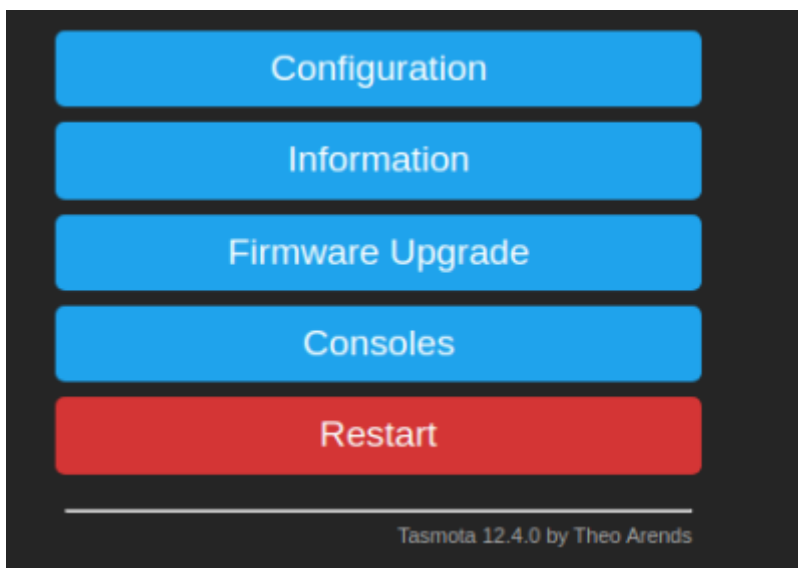 Configuration
Information
Firmware Upgrade
Consoles
Restart
Tasmota 12.4.0 by Theo Arends